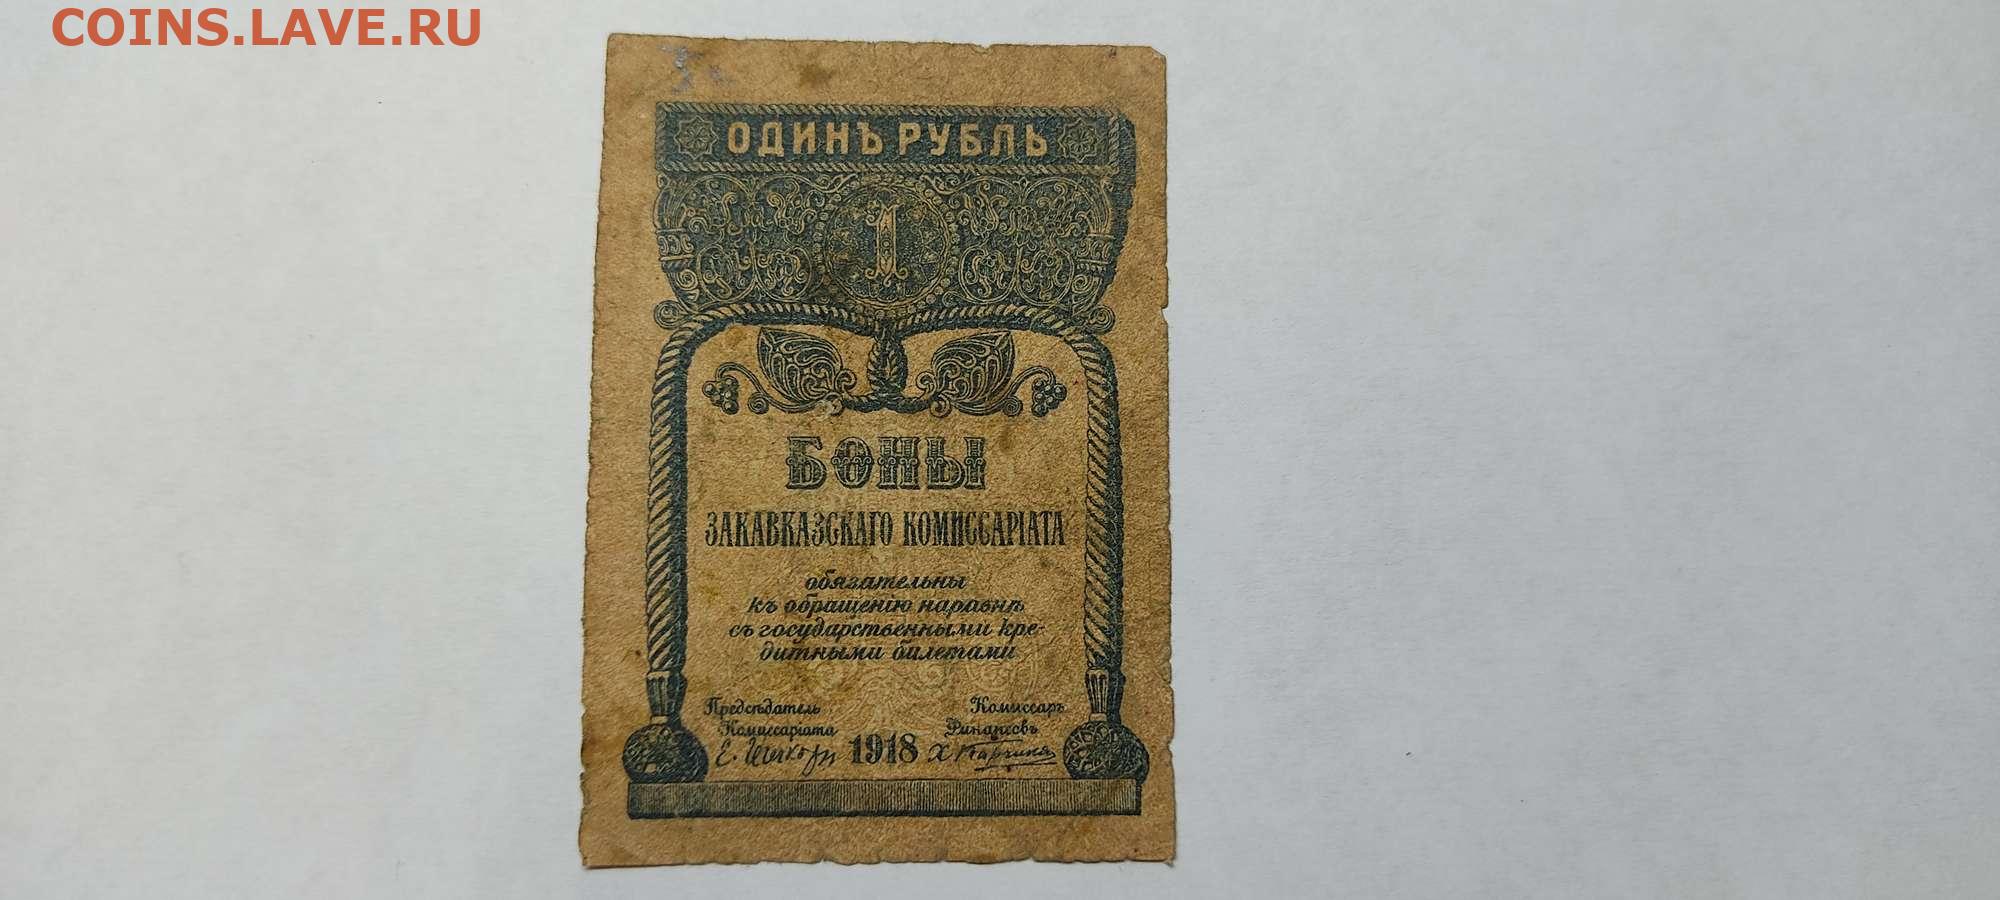 COINS.LAVE.RU
ОДИНЪ РУБЛЬ
1
БОНЫ
ЗАКАВКАЗСКАГО КОМИССАРІАТА
обязательны
къ обращенію наравнѣ
съ государственными кре-
дитными билетами
Предсѣдатель
Комиссаріата
Комиссаръ
Финансовъ
1918